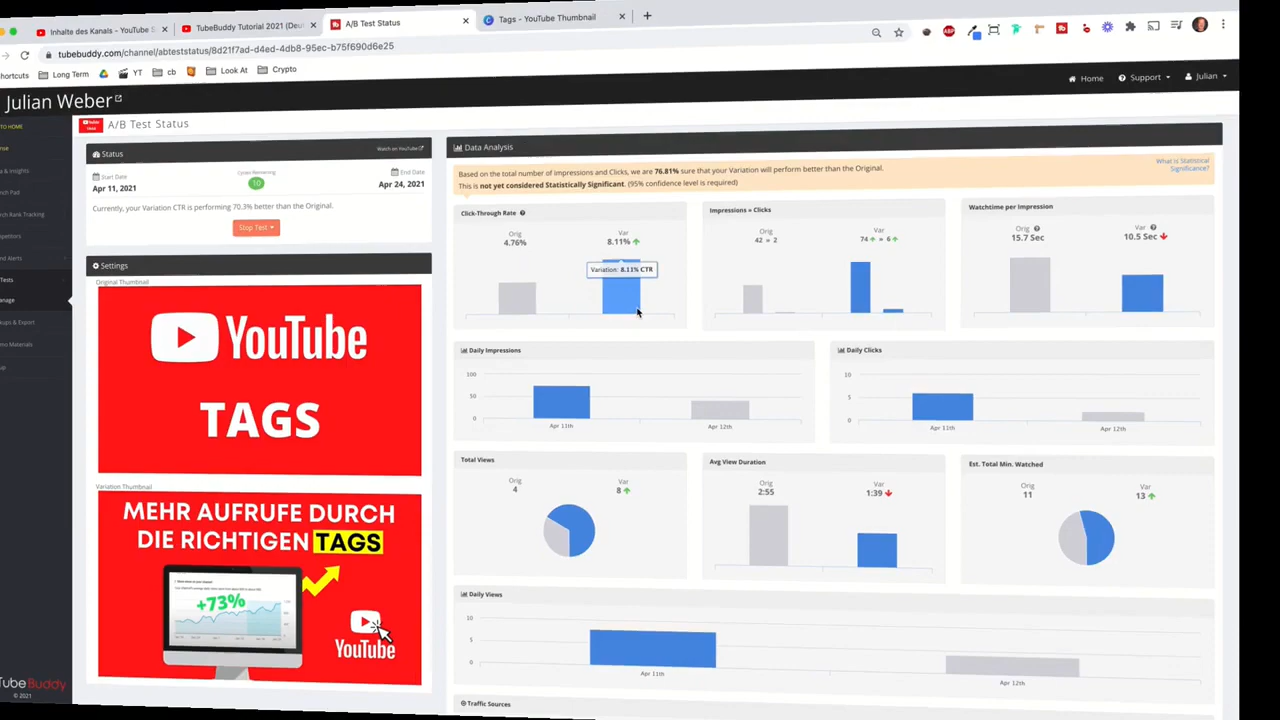 Inhalte des Kanals - YouTube S
TubeBuddy Tutorial 2021 (Deu
A/B Test Status
Tags - YouTube Thumbnail
tubebuddy.com/channel/abteststatus/8d21f7ad-d4ed-4db8-95ec-b75f690d6e25
Long Term
YT
cb
Look At
Crypto
Julian Weber
Home
Support
Julian
A/B Test Status
Status
Watch on YouTube
Start Date
Apr 11, 2021
Cycles Remaining
10
End Date
Apr 24, 2021
Currently, your Variation CTR is performing 70.3% better than the Original.
Stop Test
Settings
Original Thumbnail
YouTube
TAGS
Variation Thumbnail
MEHR AUFRUFE DURCH
DIE RICHTIGEN TAGS
+73%
YouTube
Data Analysis
Based on the total number of impressions and Clicks, we are 76.81% sure that your Variation will perform better than the Original.
This is not yet considered Statistically Significant. (95% confidence level is required)
What is Statistical
Significance?
Click-Through Rate
Orig
4.76%
Var
8.11%
Variation: 8.11% CTR
Impressions » Clicks
Orig
42 » 2
Var
74 » 6
Watchtime per Impression
Orig
15.7 Sec
Var
10.5 Sec
Daily Impressions
100
50
0
Apr 11th
Apr 12th
Daily Clicks
10
5
0
Apr 11th
Apr 12th
Total Views
Orig
4
Var
8
Avg View Duration
Orig
2:55
Var
1:39
Est. Total Min. Watched
Orig
11
Var
13
Daily Views
10
5
0
Apr 11th
Apr 12th
Traffic Sources
TubeBuddy
© 2021